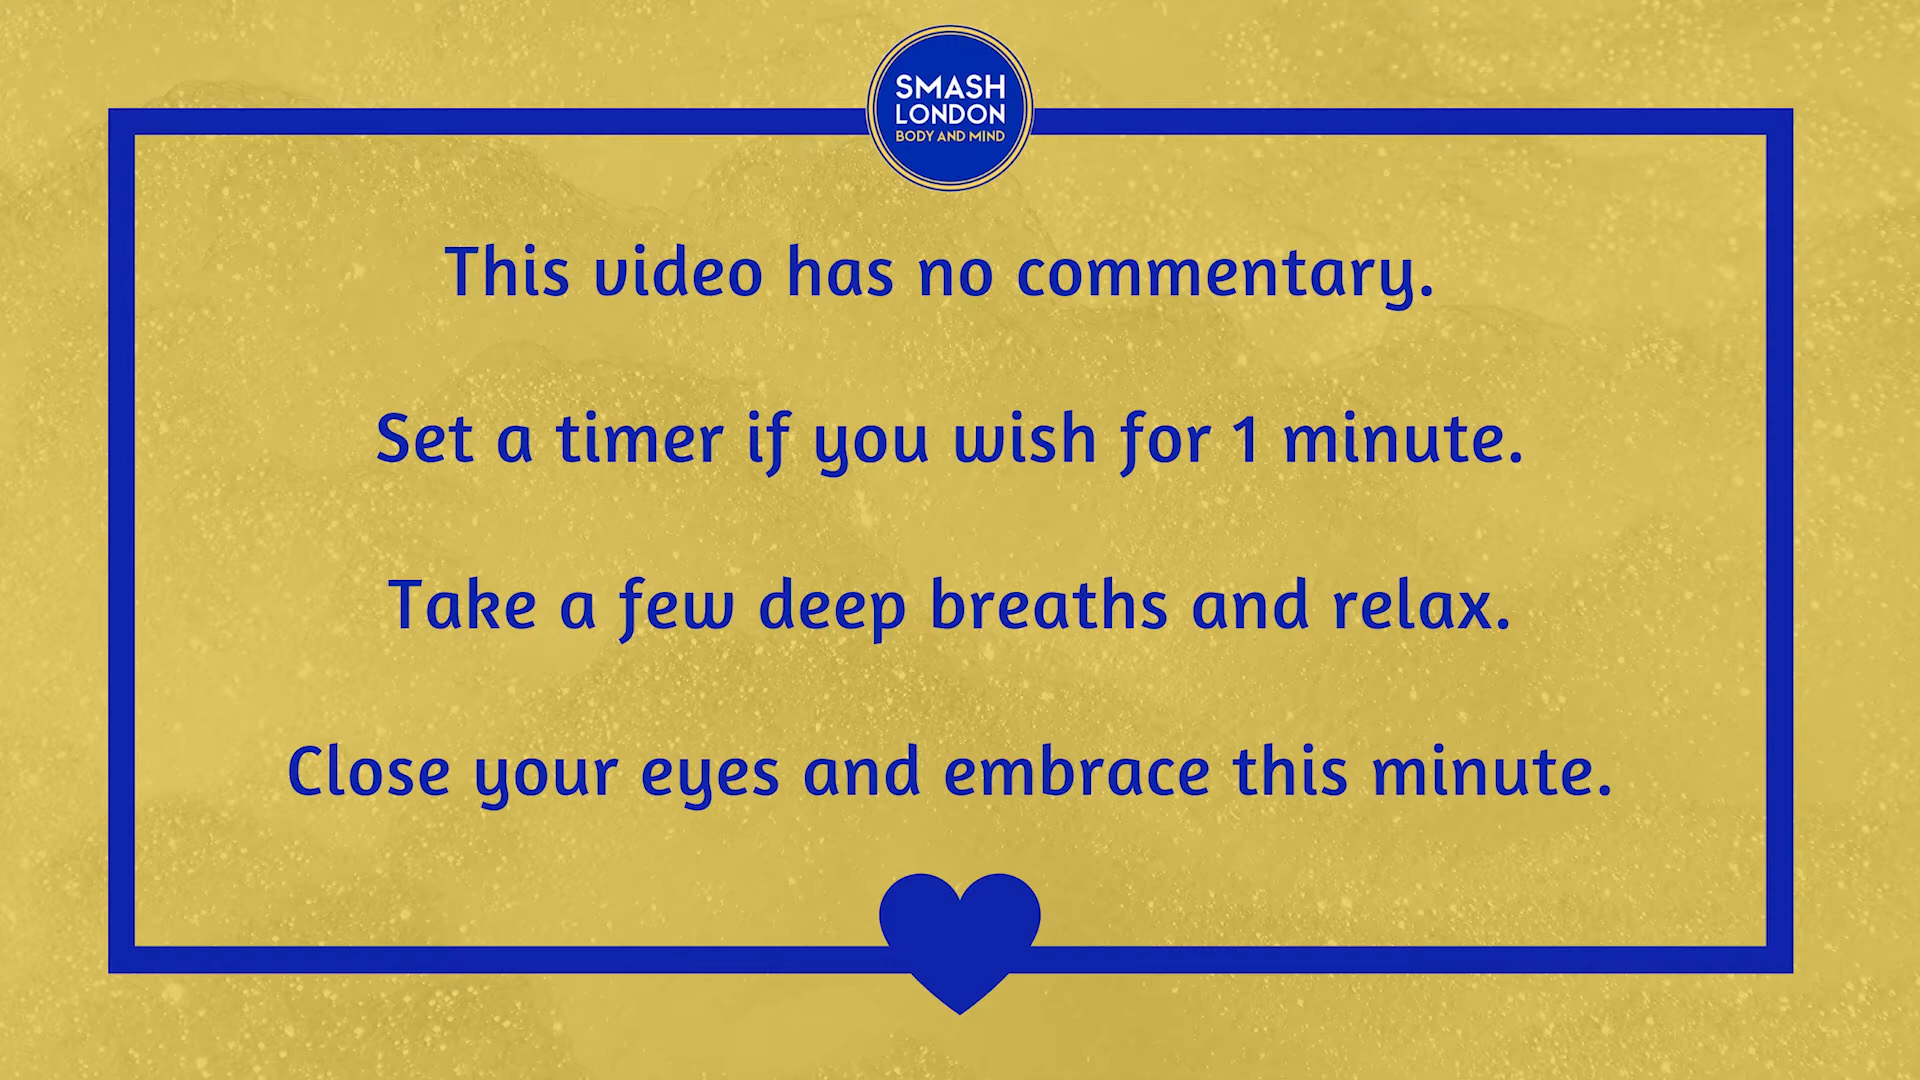 SMASH
LONDON
BODY AND MIND
This video has no commentary.
Set a timer if you wish for 1 minute.
Take a few deep breaths and relax.
Close your eyes and embrace this minute.